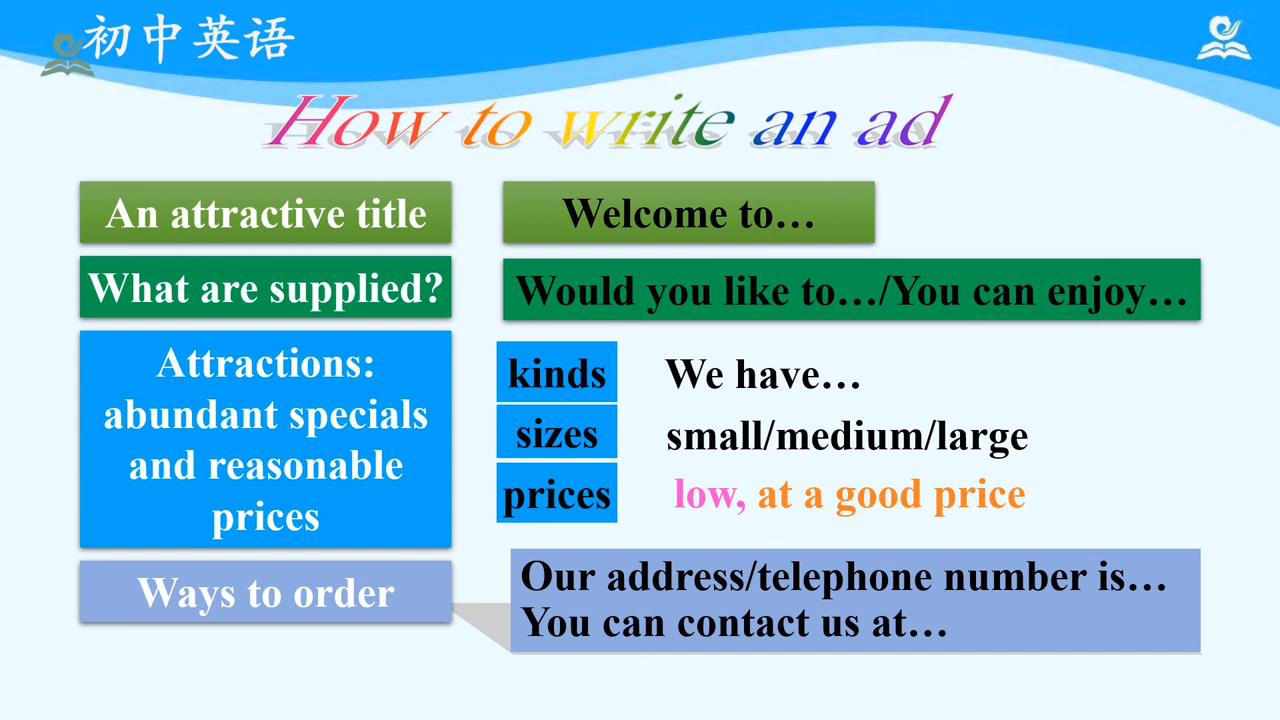 初中英语
How to write an ad
An attractive title
Welcome to…
What are supplied?
Would you like to…/You can enjoy…
Attractions:
abundant specials
and reasonable
prices
kinds
We have…
sizes
small/medium/large
prices
low, at a good price
Ways to order
Our address/telephone number is…
You can contact us at…